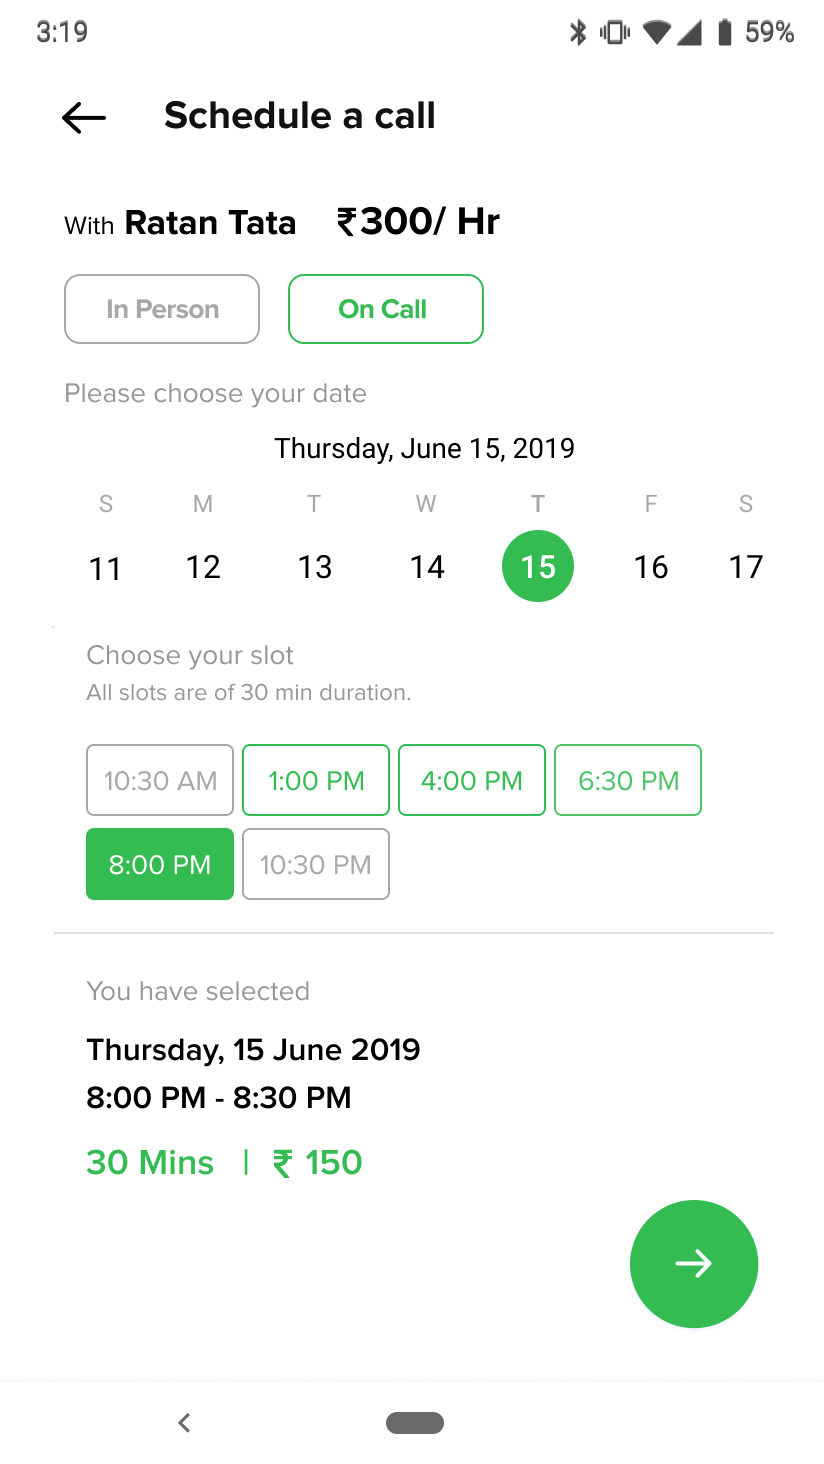 3:19 59%
Schedule a call
With Ratan Tata ₹300/ Hr
In Person On Call
Please choose your date
Thursday, June 15, 2019
S M T W T F S
11 12 13 14 15 16 17
Choose your slot
All slots are of 30 min duration.
10:30 AM 1:00 PM 4:00 PM 6:30 PM
8:00 PM 10:30 PM
You have selected
Thursday, 15 June 2019
8:00 PM - 8:30 PM
30 Mins | ₹ 150